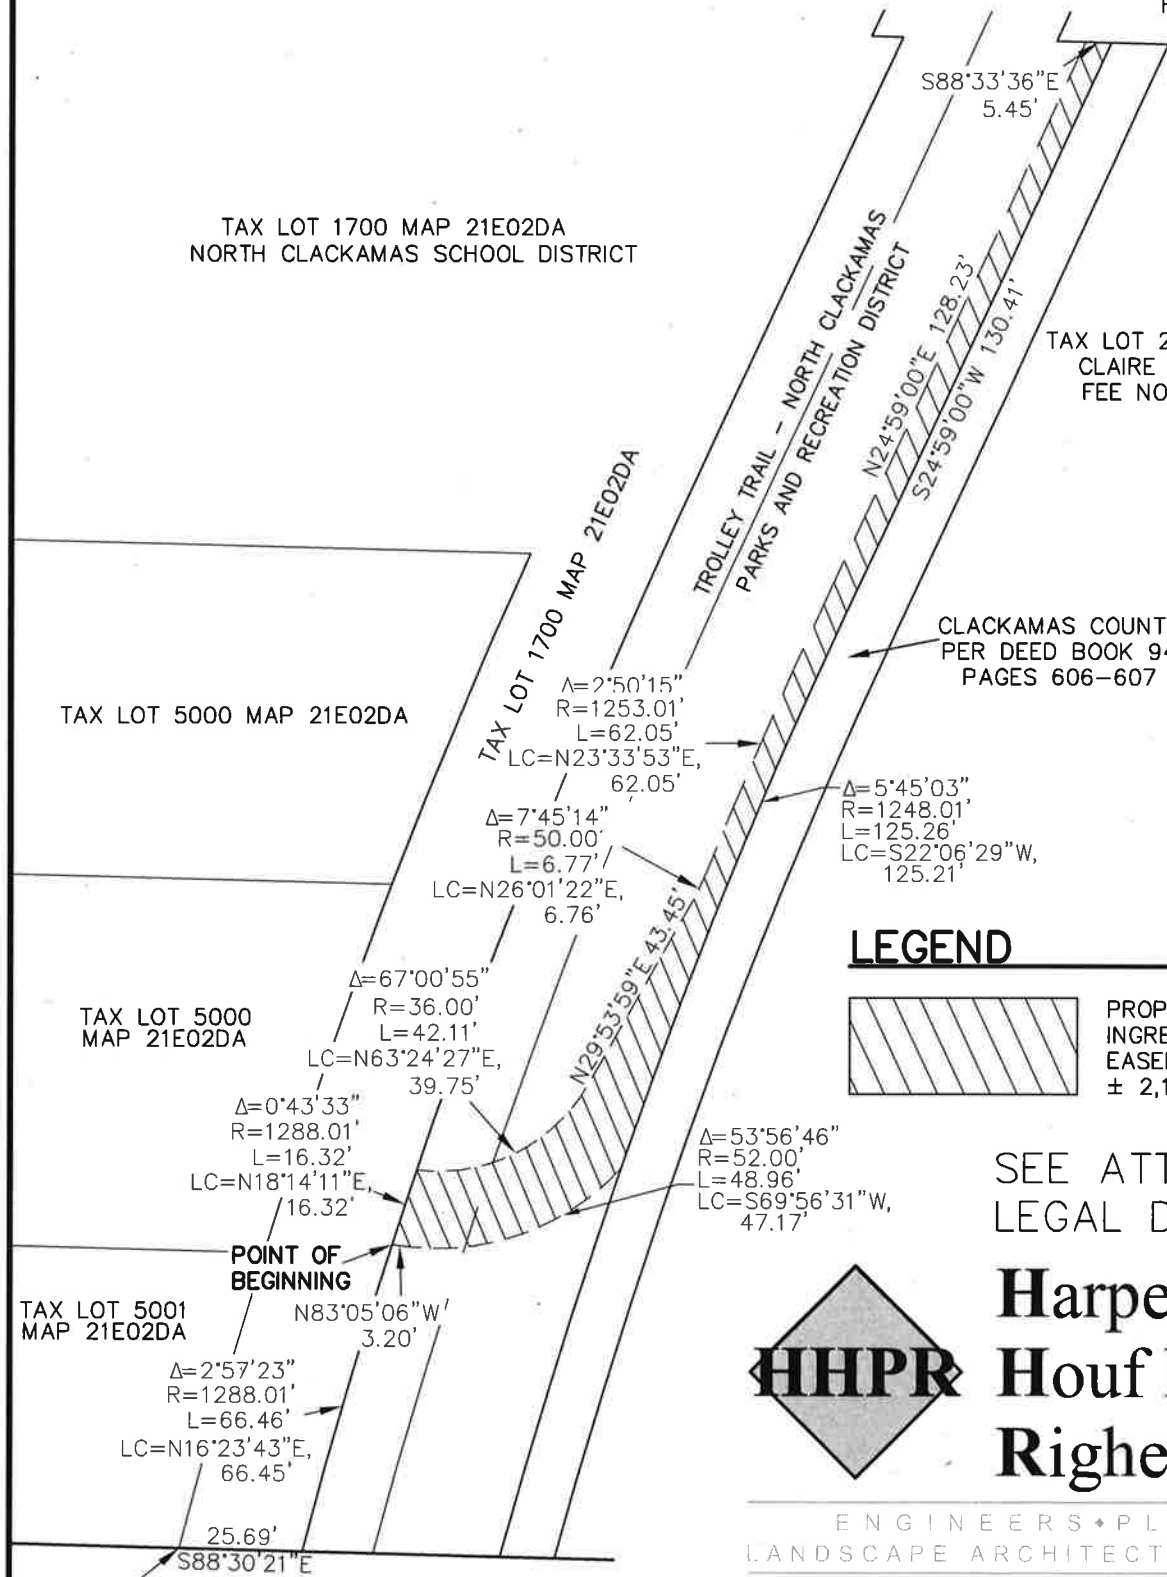 S88°33'36"E
5.45'
TAX LOT 1700 MAP 21E02DA
NORTH CLACKAMAS SCHOOL DISTRICT
TROLLEY TRAIL – NORTH CLACKAMAS
PARKS AND RECREATION DISTRICT
N24°59'00"E 128.23'
S24°59'00"W 130.41'
TAX LOT 2
CLAIRE
FEE NO
TAX LOT 1700 MAP 21E02DA
CLACKAMAS COUNT
PER DEED BOOK 94
PAGES 606–607
TAX LOT 5000 MAP 21E02DA
Δ=2°50'15"
R=1253.01'
L=62.05'
LC=N23°33'53"E,
62.05'
Δ=5°45'03"
R=1248.01'
L=125.26'
LC=S22°06'29"W,
125.21'
Δ=7°45'14"
R=50.00'
L=6.77'
LC=N26°01'22"E,
6.76'
N29°53'59"E 43.45'
LEGEND
PROP
INGRE
EASE
± 2,1
Δ=67°00'55"
R=36.00'
L=42.11'
LC=N63°24'27"E,
39.75'
TAX LOT 5000
MAP 21E02DA
Δ=0°43'33"
R=1288.01'
L=16.32'
LC=N18°14'11"E,
16.32'
Δ=53°56'46"
R=52.00'
L=48.96'
LC=S69°56'31"W,
47.17'
SEE ATT
LEGAL D
POINT OF
BEGINNING
N83°05'06"W
3.20'
TAX LOT 5001
MAP 21E02DA
Δ=2°57'23"
R=1288.01'
L=66.46'
LC=N16°23'43"E,
66.45'
25.69'
S88°30'21"E
HHPR
Harpe
Houf
Righe
ENGINEERS◆PL
LANDSCAPE ARCHITECT